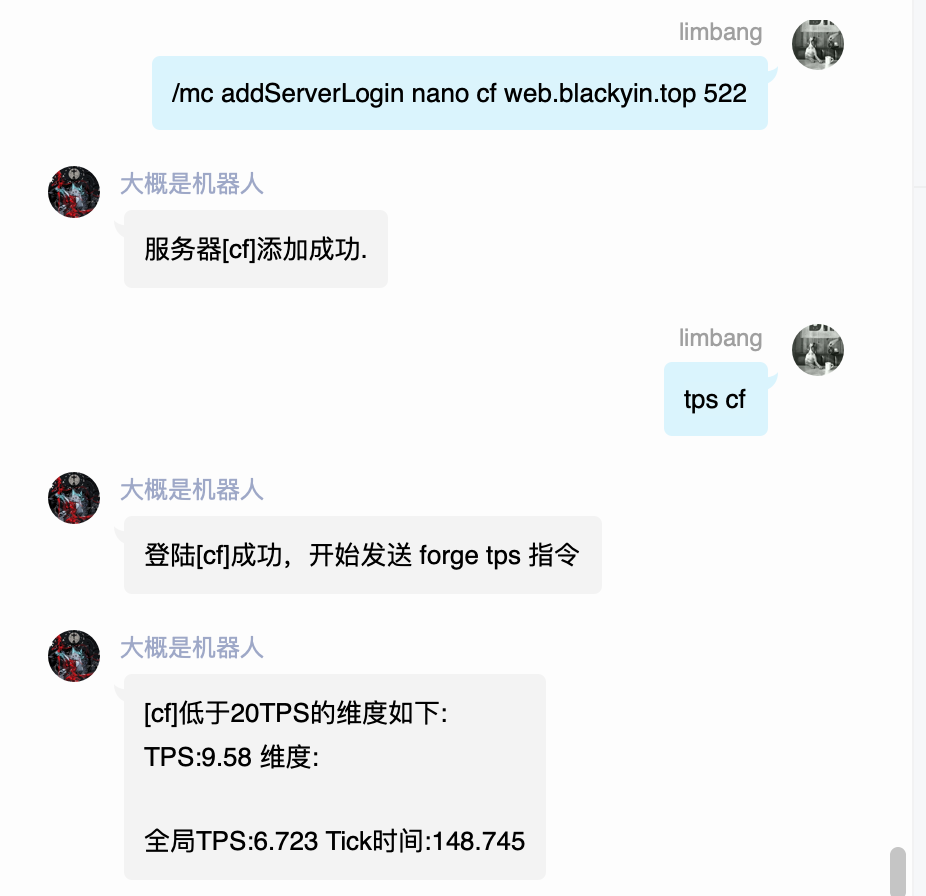 limbang
/mc addServerLogin nano cf web.blackyin.top 522
大概是机器人
服务器[cf]添加成功.
limbang
tps cf
大概是机器人
登陆[cf]成功，开始发送 forge tps 指令
大概是机器人
[cf]低于20TPS的维度如下:
TPS:9.58 维度:
全局TPS:6.723 Tick时间:148.745